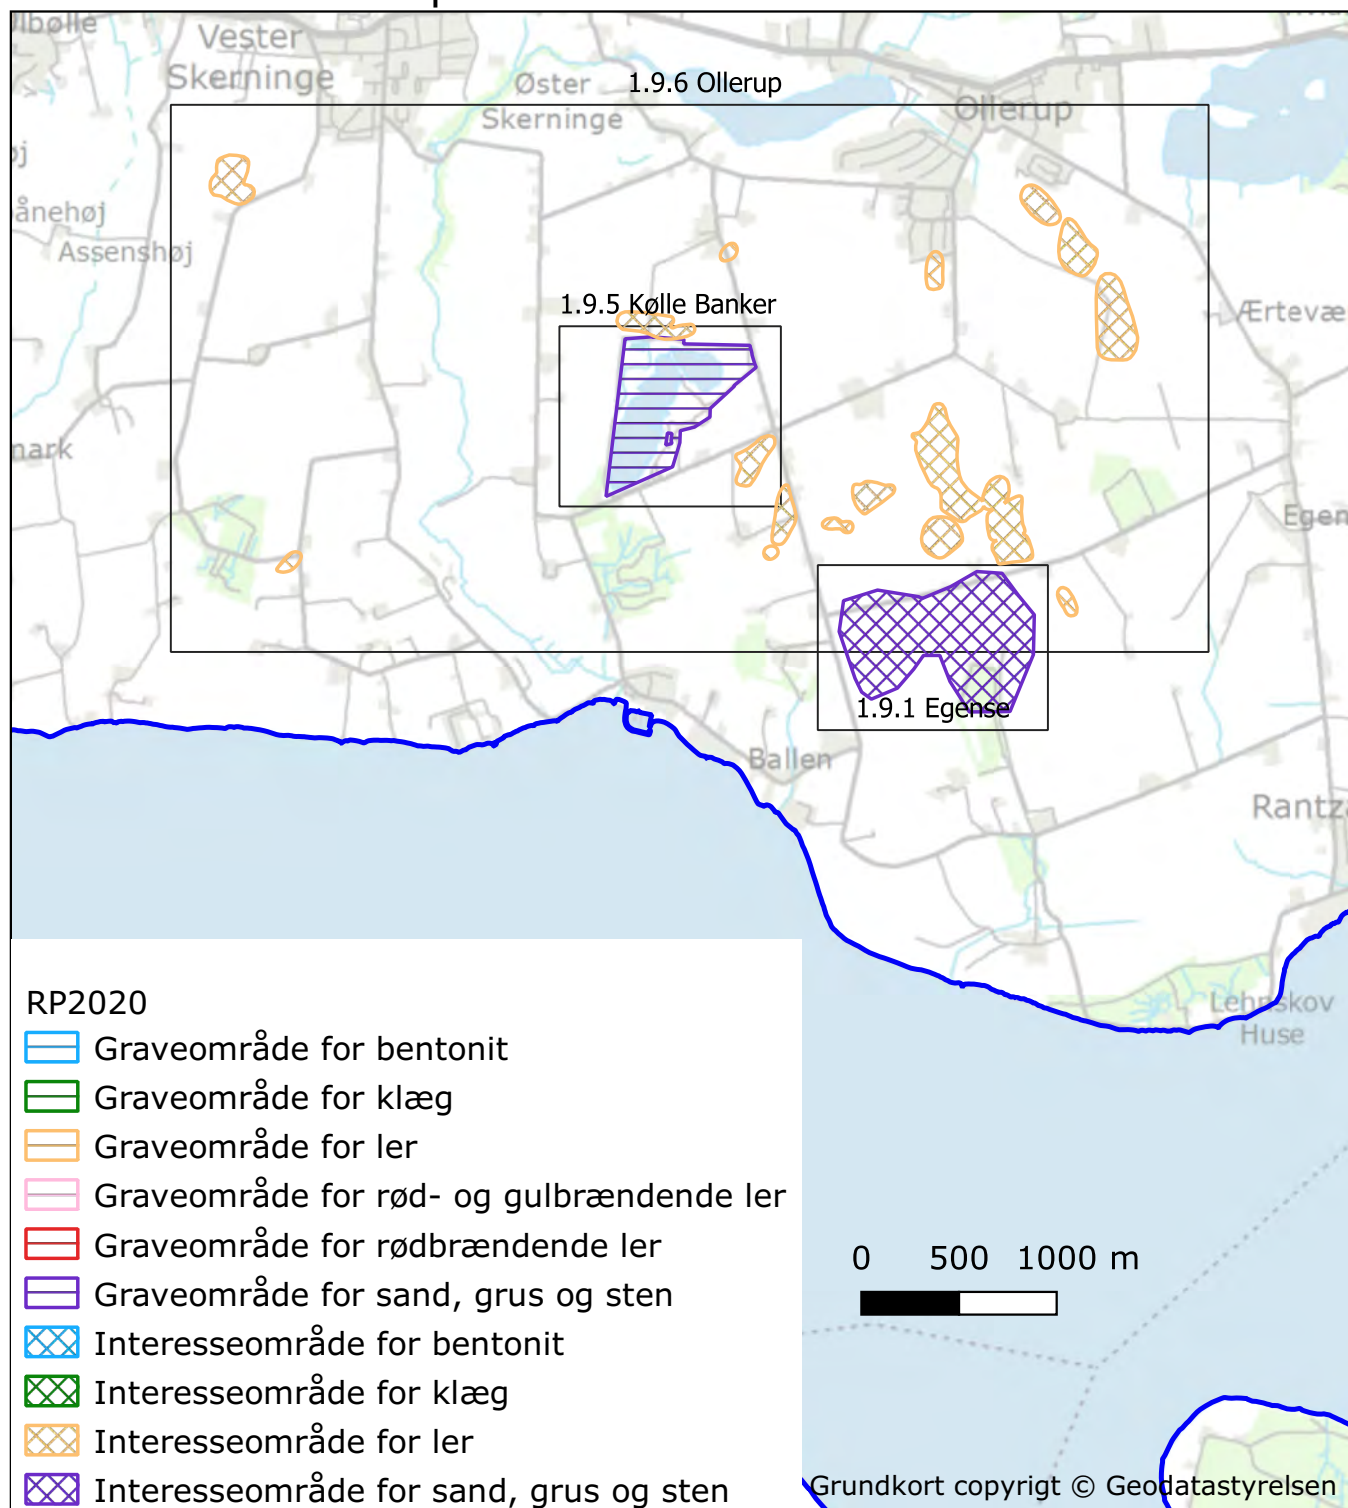 Vester
Skerninge
Øster
Skerninge
1.9.6 Ollerup
Ollerup
ånehøj
Assenshøj
1.9.5 Kølle Banker
Ærtevæ
nark
Egen
1.9.1 Egense
Ballen
Rantza
Lehnskov
Huse
RP2020
Graveområde for bentonit
Graveområde for klæg
Graveområde for ler
Graveområde for rød- og gulbrændende ler
Graveområde for rødbrændende ler
Graveområde for sand, grus og sten
Interesseområde for bentonit
Interesseområde for klæg
Interesseområde for ler
Interesseområde for sand, grus og sten
0 500 1000 m
Grundkort copyrigt © Geodatastyrelsen